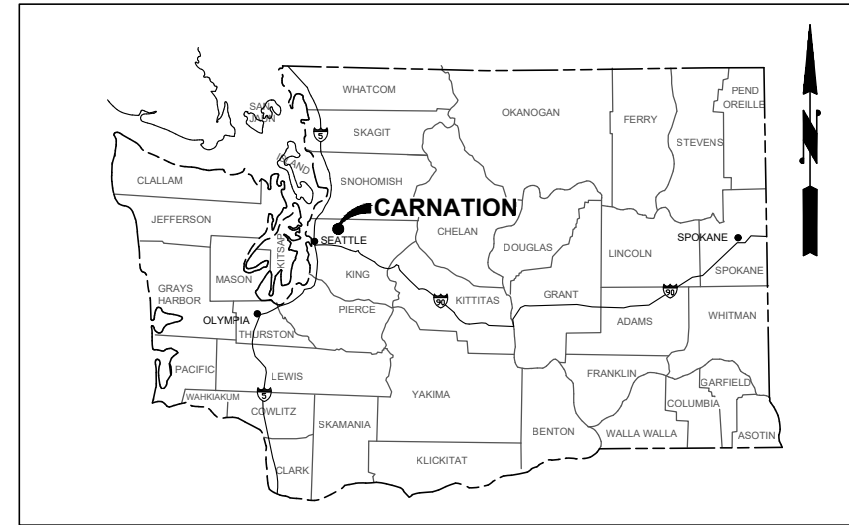 WHATCOM
OKANOGAN
PEND
OREILLE
FERRY
SAN
JAUN
SKAGIT
5
STEVENS
ISLAND
CLALLAM
SNOHOMISH
CARNATION
JEFFERSON
CHELAN
KITSAP
SEATTLE
DOUGLAS
SPOKANE
LINCOLN
MASON
KING
SPOKANE
GRAYS
HARBOR
90
KITTITAS
GRANT
90
PIERCE
OLYMPIA
ADAMS
WHITMAN
THURSTON
PACIFIC
LEWIS
FRANKLIN
GARFIELD
WAHKIAKUM
5
YAKIMA
COLUMBIA
COWLITZ
SKAMANIA
BENTON
WALLA WALLA
ASOTIN
KLICKITAT
CLARK
N